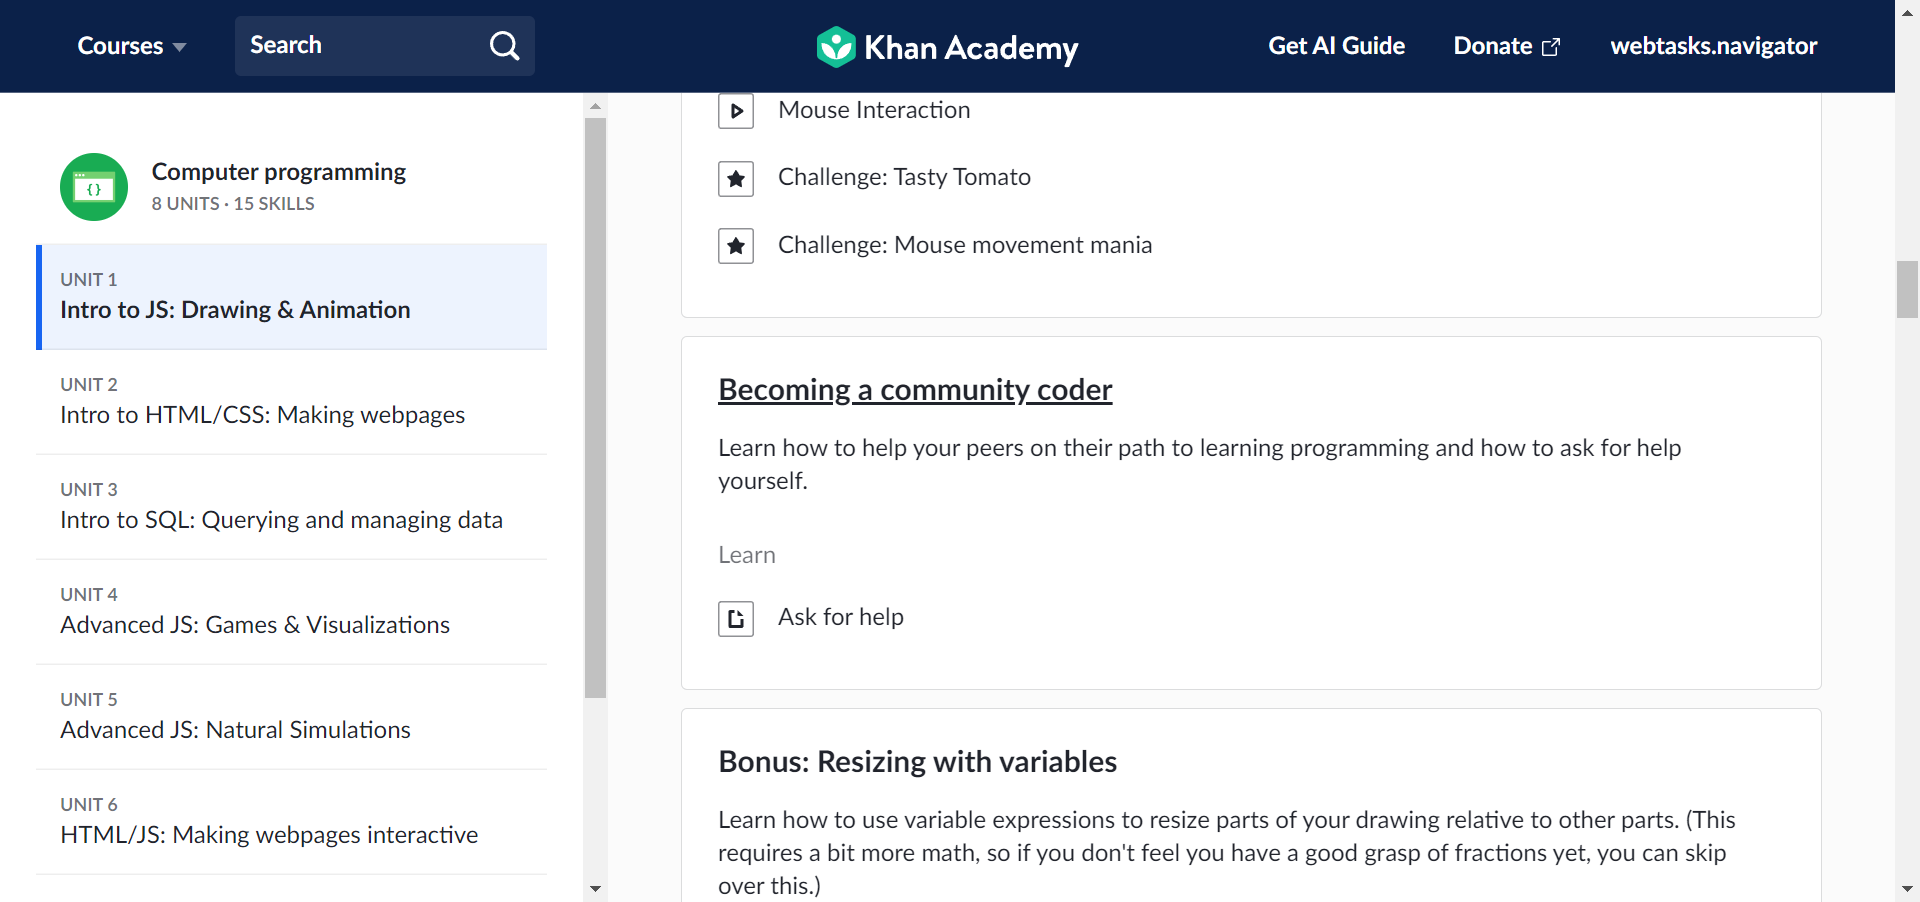 Courses
Search
Khan Academy
Get AI Guide
Donate
webtasks.navigator
Computer programming
8 UNITS · 15 SKILLS
UNIT 1
Intro to JS: Drawing & Animation
UNIT 2
Intro to HTML/CSS: Making webpages
UNIT 3
Intro to SQL: Querying and managing data
UNIT 4
Advanced JS: Games & Visualizations
UNIT 5
Advanced JS: Natural Simulations
UNIT 6
HTML/JS: Making webpages interactive
Mouse Interaction
Challenge: Tasty Tomato
Challenge: Mouse movement mania
Becoming a community coder
Learn how to help your peers on their path to learning programming and how to ask for help
yourself.
Learn
Ask for help
Bonus: Resizing with variables
Learn how to use variable expressions to resize parts of your drawing relative to other parts. (This
requires a bit more math, so if you don't feel you have a good grasp of fractions yet, you can skip
over this.)